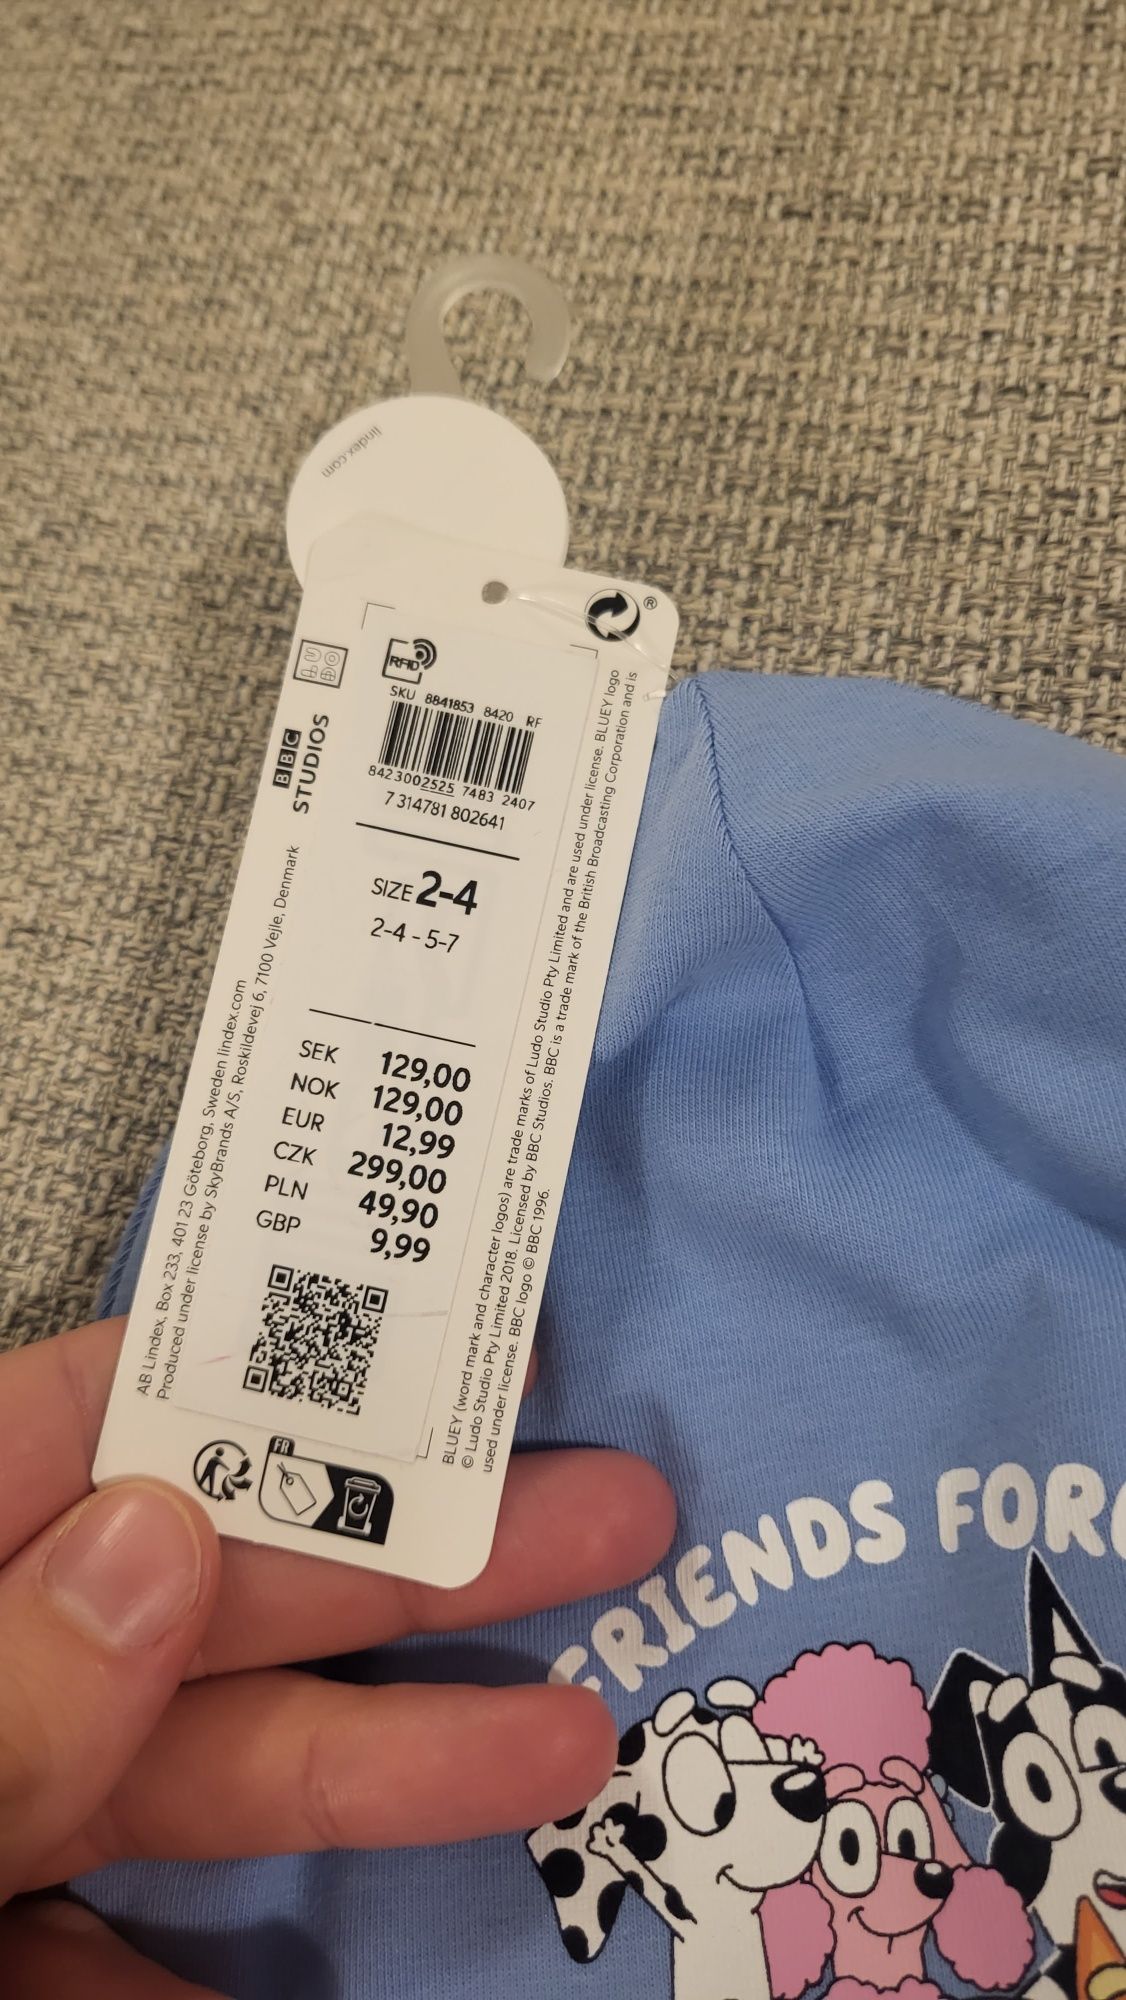 lindex.com
®
LU
DO
BBC
STUDIOS
RFID
SKU 8841853 8420 RF
8423002525 7483 2407
7 314781 802641
SIZE 2-4
2-4 - 5-7
SEK 129,00
NOK 129,00
EUR 12,99
CZK 299,00
PLN 49,90
GBP 9,99
FR
AB Lindex, Box 233, 401 23 Göteborg, Sweden lindex.com
Produced under license by SkyBrands A/S, Roskildevej 6, 7100 Vejle, Denmark
BLUEY (word mark and character logos) are trade marks of Ludo Studio Pty Limited and are used under license. BLUEY logo
© Ludo Studio Pty Limited 2018. Licensed by BBC Studios. BBC is a trade mark of the British Broadcasting Corporation and is
used under license. BBC logo © BBC 1996.
FRIENDS FOR